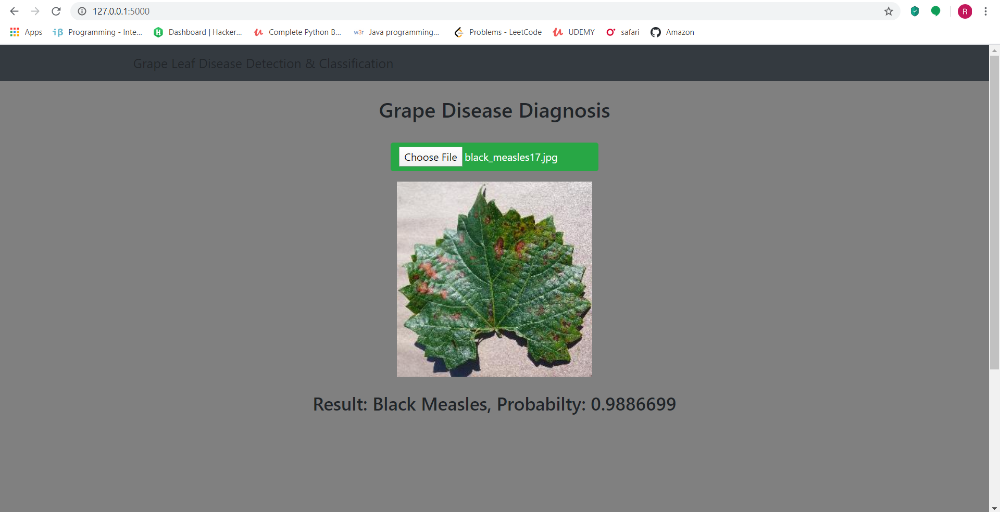 127.0.0.1:5000
R
Apps
Programming - Inte...
Dashboard | Hacker...
Complete Python B...
w3r
Java programming...
Problems - LeetCode
UDEMY
safari
Amazon
Grape Leaf Disease Detection & Classification
Grape Disease Diagnosis
Choose File black_measles17.jpg
Result: Black Measles, Probabilty: 0.9886699